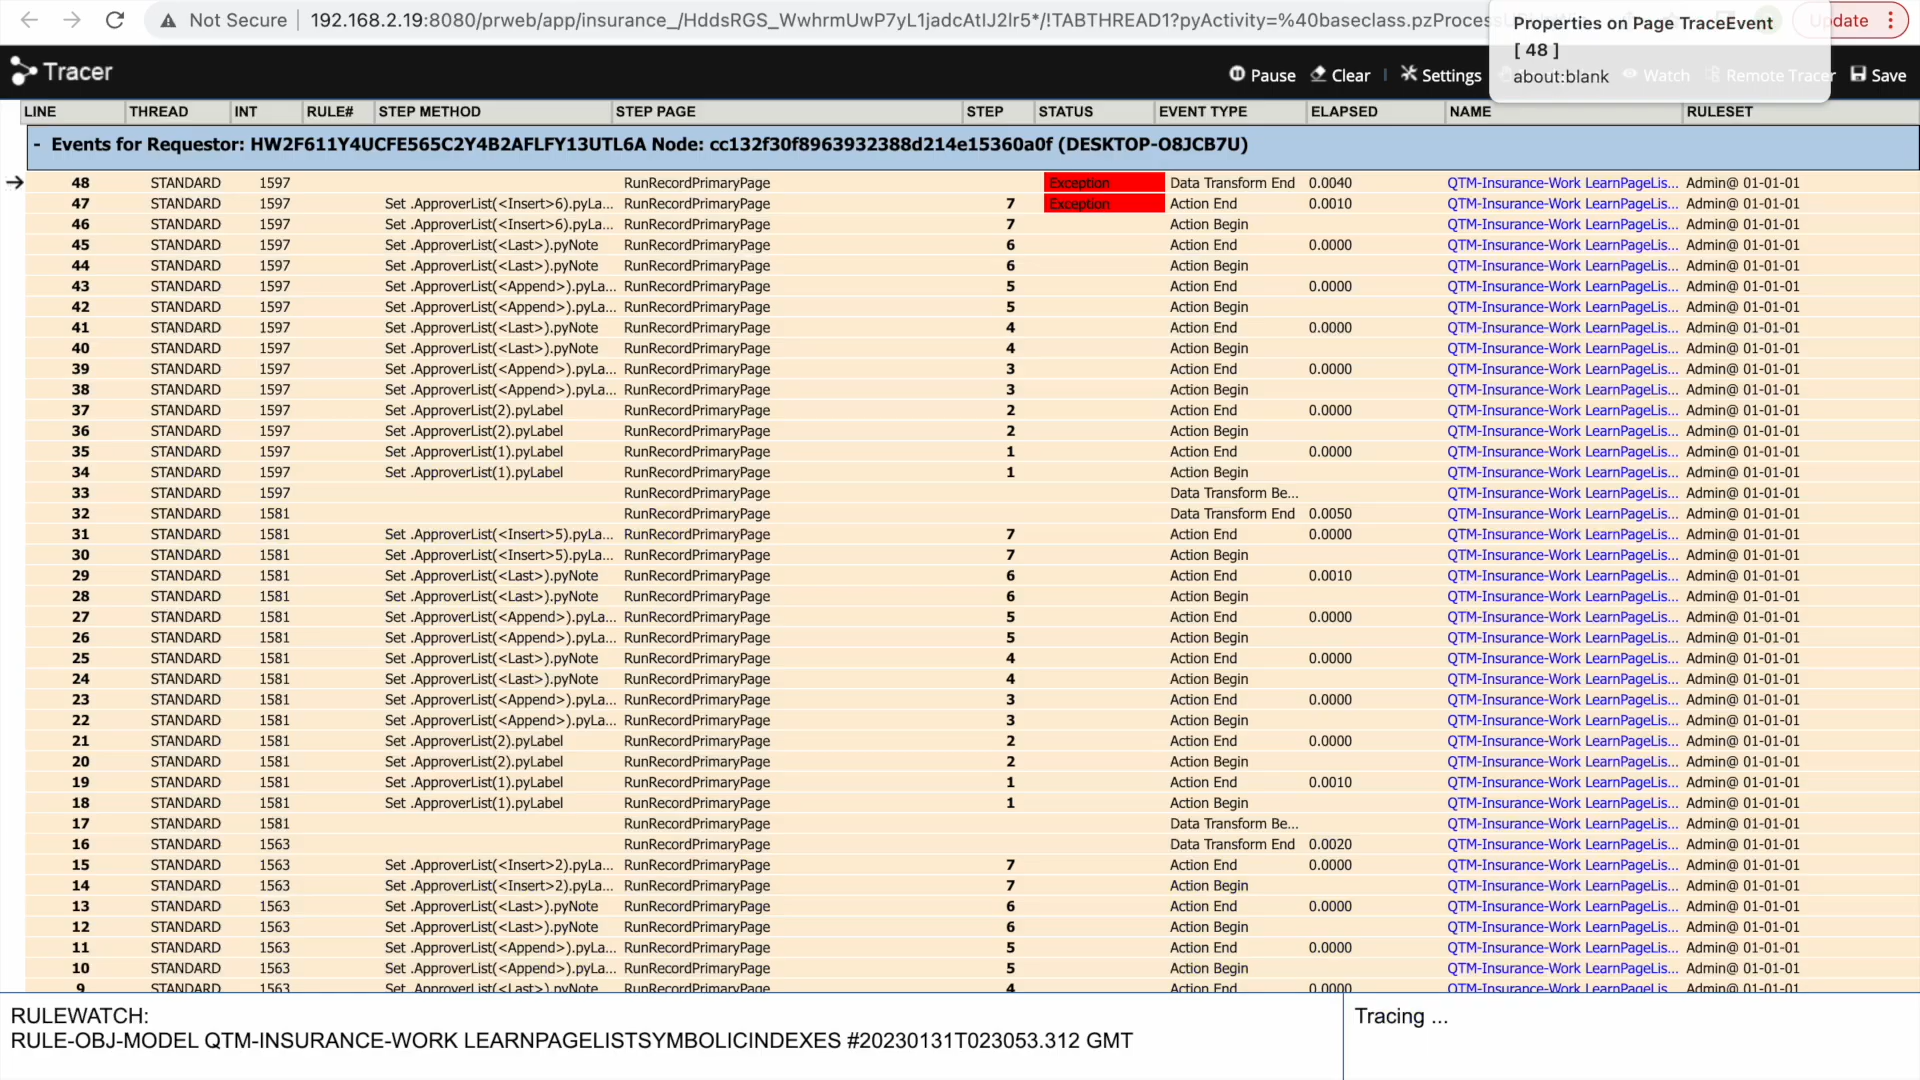 Not Secure 192.168.2.19:8080/prweb/app/insurance_/HddsRGS_WwhrmUwP7yL1jadcAtIJ2Ir5*/!TABTHREAD1?pyActivity=%40baseclass.pzProcess
Update
Properties on Page TraceEvent
[ 48 ]
about:blank
Tracer
Pause Clear Settings Watch Remote Tracer Save
LINE THREAD INT RULE# STEP METHOD STEP PAGE STEP STATUS EVENT TYPE ELAPSED NAME RULESET
- Events for Requestor: HW2F611Y4UCFE565C2Y4B2AFLFY13UTL6A Node: cc132f30f8963932388d214e15360a0f (DESKTOP-O8JCB7U)
48 STANDARD 1597 RunRecordPrimaryPage Exception Data Transform End 0.0040 QTM-Insurance-Work LearnPageLis... Admin@ 01-01-01
47 STANDARD 1597 Set .ApproverList(<Insert>6).pyLa... RunRecordPrimaryPage 7 Exception Action End 0.0010 QTM-Insurance-Work LearnPageLis... Admin@ 01-01-01
46 STANDARD 1597 Set .ApproverList(<Insert>6).pyLa... RunRecordPrimaryPage 7 Action Begin QTM-Insurance-Work LearnPageLis... Admin@ 01-01-01
45 STANDARD 1597 Set .ApproverList(<Last>).pyNote RunRecordPrimaryPage 6 Action End 0.0000 QTM-Insurance-Work LearnPageLis... Admin@ 01-01-01
44 STANDARD 1597 Set .ApproverList(<Last>).pyNote RunRecordPrimaryPage 6 Action Begin QTM-Insurance-Work LearnPageLis... Admin@ 01-01-01
43 STANDARD 1597 Set .ApproverList(<Append>).pyLa... RunRecordPrimaryPage 5 Action End 0.0000 QTM-Insurance-Work LearnPageLis... Admin@ 01-01-01
42 STANDARD 1597 Set .ApproverList(<Append>).pyLa... RunRecordPrimaryPage 5 Action Begin QTM-Insurance-Work LearnPageLis... Admin@ 01-01-01
41 STANDARD 1597 Set .ApproverList(<Last>).pyNote RunRecordPrimaryPage 4 Action End 0.0000 QTM-Insurance-Work LearnPageLis... Admin@ 01-01-01
40 STANDARD 1597 Set .ApproverList(<Last>).pyNote RunRecordPrimaryPage 4 Action Begin QTM-Insurance-Work LearnPageLis... Admin@ 01-01-01
39 STANDARD 1597 Set .ApproverList(<Append>).pyLa... RunRecordPrimaryPage 3 Action End 0.0000 QTM-Insurance-Work LearnPageLis... Admin@ 01-01-01
38 STANDARD 1597 Set .ApproverList(<Append>).pyLa... RunRecordPrimaryPage 3 Action Begin QTM-Insurance-Work LearnPageLis... Admin@ 01-01-01
37 STANDARD 1597 Set .ApproverList(2).pyLabel RunRecordPrimaryPage 2 Action End 0.0000 QTM-Insurance-Work LearnPageLis... Admin@ 01-01-01
36 STANDARD 1597 Set .ApproverList(2).pyLabel RunRecordPrimaryPage 2 Action Begin QTM-Insurance-Work LearnPageLis... Admin@ 01-01-01
35 STANDARD 1597 Set .ApproverList(1).pyLabel RunRecordPrimaryPage 1 Action End 0.0000 QTM-Insurance-Work LearnPageLis... Admin@ 01-01-01
34 STANDARD 1597 Set .ApproverList(1).pyLabel RunRecordPrimaryPage 1 Action Begin QTM-Insurance-Work LearnPageLis... Admin@ 01-01-01
33 STANDARD 1597 RunRecordPrimaryPage Data Transform Be... QTM-Insurance-Work LearnPageLis... Admin@ 01-01-01
32 STANDARD 1581 RunRecordPrimaryPage Data Transform End 0.0050 QTM-Insurance-Work LearnPageLis... Admin@ 01-01-01
31 STANDARD 1581 Set .ApproverList(<Insert>5).pyLa... RunRecordPrimaryPage 7 Action End 0.0000 QTM-Insurance-Work LearnPageLis... Admin@ 01-01-01
30 STANDARD 1581 Set .ApproverList(<Insert>5).pyLa... RunRecordPrimaryPage 7 Action Begin QTM-Insurance-Work LearnPageLis... Admin@ 01-01-01
29 STANDARD 1581 Set .ApproverList(<Last>).pyNote RunRecordPrimaryPage 6 Action End 0.0010 QTM-Insurance-Work LearnPageLis... Admin@ 01-01-01
28 STANDARD 1581 Set .ApproverList(<Last>).pyNote RunRecordPrimaryPage 6 Action Begin QTM-Insurance-Work LearnPageLis... Admin@ 01-01-01
27 STANDARD 1581 Set .ApproverList(<Append>).pyLa... RunRecordPrimaryPage 5 Action End 0.0000 QTM-Insurance-Work LearnPageLis... Admin@ 01-01-01
26 STANDARD 1581 Set .ApproverList(<Append>).pyLa... RunRecordPrimaryPage 5 Action Begin QTM-Insurance-Work LearnPageLis... Admin@ 01-01-01
25 STANDARD 1581 Set .ApproverList(<Last>).pyNote RunRecordPrimaryPage 4 Action End 0.0000 QTM-Insurance-Work LearnPageLis... Admin@ 01-01-01
24 STANDARD 1581 Set .ApproverList(<Last>).pyNote RunRecordPrimaryPage 4 Action Begin QTM-Insurance-Work LearnPageLis... Admin@ 01-01-01
23 STANDARD 1581 Set .ApproverList(<Append>).pyLa... RunRecordPrimaryPage 3 Action End 0.0000 QTM-Insurance-Work LearnPageLis... Admin@ 01-01-01
22 STANDARD 1581 Set .ApproverList(<Append>).pyLa... RunRecordPrimaryPage 3 Action Begin QTM-Insurance-Work LearnPageLis... Admin@ 01-01-01
21 STANDARD 1581 Set .ApproverList(2).pyLabel RunRecordPrimaryPage 2 Action End 0.0000 QTM-Insurance-Work LearnPageLis... Admin@ 01-01-01
20 STANDARD 1581 Set .ApproverList(2).pyLabel RunRecordPrimaryPage 2 Action Begin QTM-Insurance-Work LearnPageLis... Admin@ 01-01-01
19 STANDARD 1581 Set .ApproverList(1).pyLabel RunRecordPrimaryPage 1 Action End 0.0010 QTM-Insurance-Work LearnPageLis... Admin@ 01-01-01
18 STANDARD 1581 Set .ApproverList(1).pyLabel RunRecordPrimaryPage 1 Action Begin QTM-Insurance-Work LearnPageLis... Admin@ 01-01-01
17 STANDARD 1581 RunRecordPrimaryPage Data Transform Be... QTM-Insurance-Work LearnPageLis... Admin@ 01-01-01
16 STANDARD 1563 RunRecordPrimaryPage Data Transform End 0.0020 QTM-Insurance-Work LearnPageLis... Admin@ 01-01-01
15 STANDARD 1563 Set .ApproverList(<Insert>2).pyLa... RunRecordPrimaryPage 7 Action End 0.0000 QTM-Insurance-Work LearnPageLis... Admin@ 01-01-01
14 STANDARD 1563 Set .ApproverList(<Insert>2).pyLa... RunRecordPrimaryPage 7 Action Begin QTM-Insurance-Work LearnPageLis... Admin@ 01-01-01
13 STANDARD 1563 Set .ApproverList(<Last>).pyNote RunRecordPrimaryPage 6 Action End 0.0000 QTM-Insurance-Work LearnPageLis... Admin@ 01-01-01
12 STANDARD 1563 Set .ApproverList(<Last>).pyNote RunRecordPrimaryPage 6 Action Begin QTM-Insurance-Work LearnPageLis... Admin@ 01-01-01
11 STANDARD 1563 Set .ApproverList(<Append>).pyLa... RunRecordPrimaryPage 5 Action End 0.0000 QTM-Insurance-Work LearnPageLis... Admin@ 01-01-01
10 STANDARD 1563 Set .ApproverList(<Append>).pyLa... RunRecordPrimaryPage 5 Action Begin QTM-Insurance-Work LearnPageLis... Admin@ 01-01-01
9 STANDARD 1563 Set .ApproverList(<Last>).pyNote RunRecordPrimaryPage 4 Action End 0.0000 QTM-Insurance-Work LearnPageLis... Admin@ 01-01-01
RULEWATCH:
RULE-OBJ-MODEL QTM-INSURANCE-WORK LEARNPAGELISTSYMBOLICINDEXES #20230131T023053.312 GMT
Tracing ...